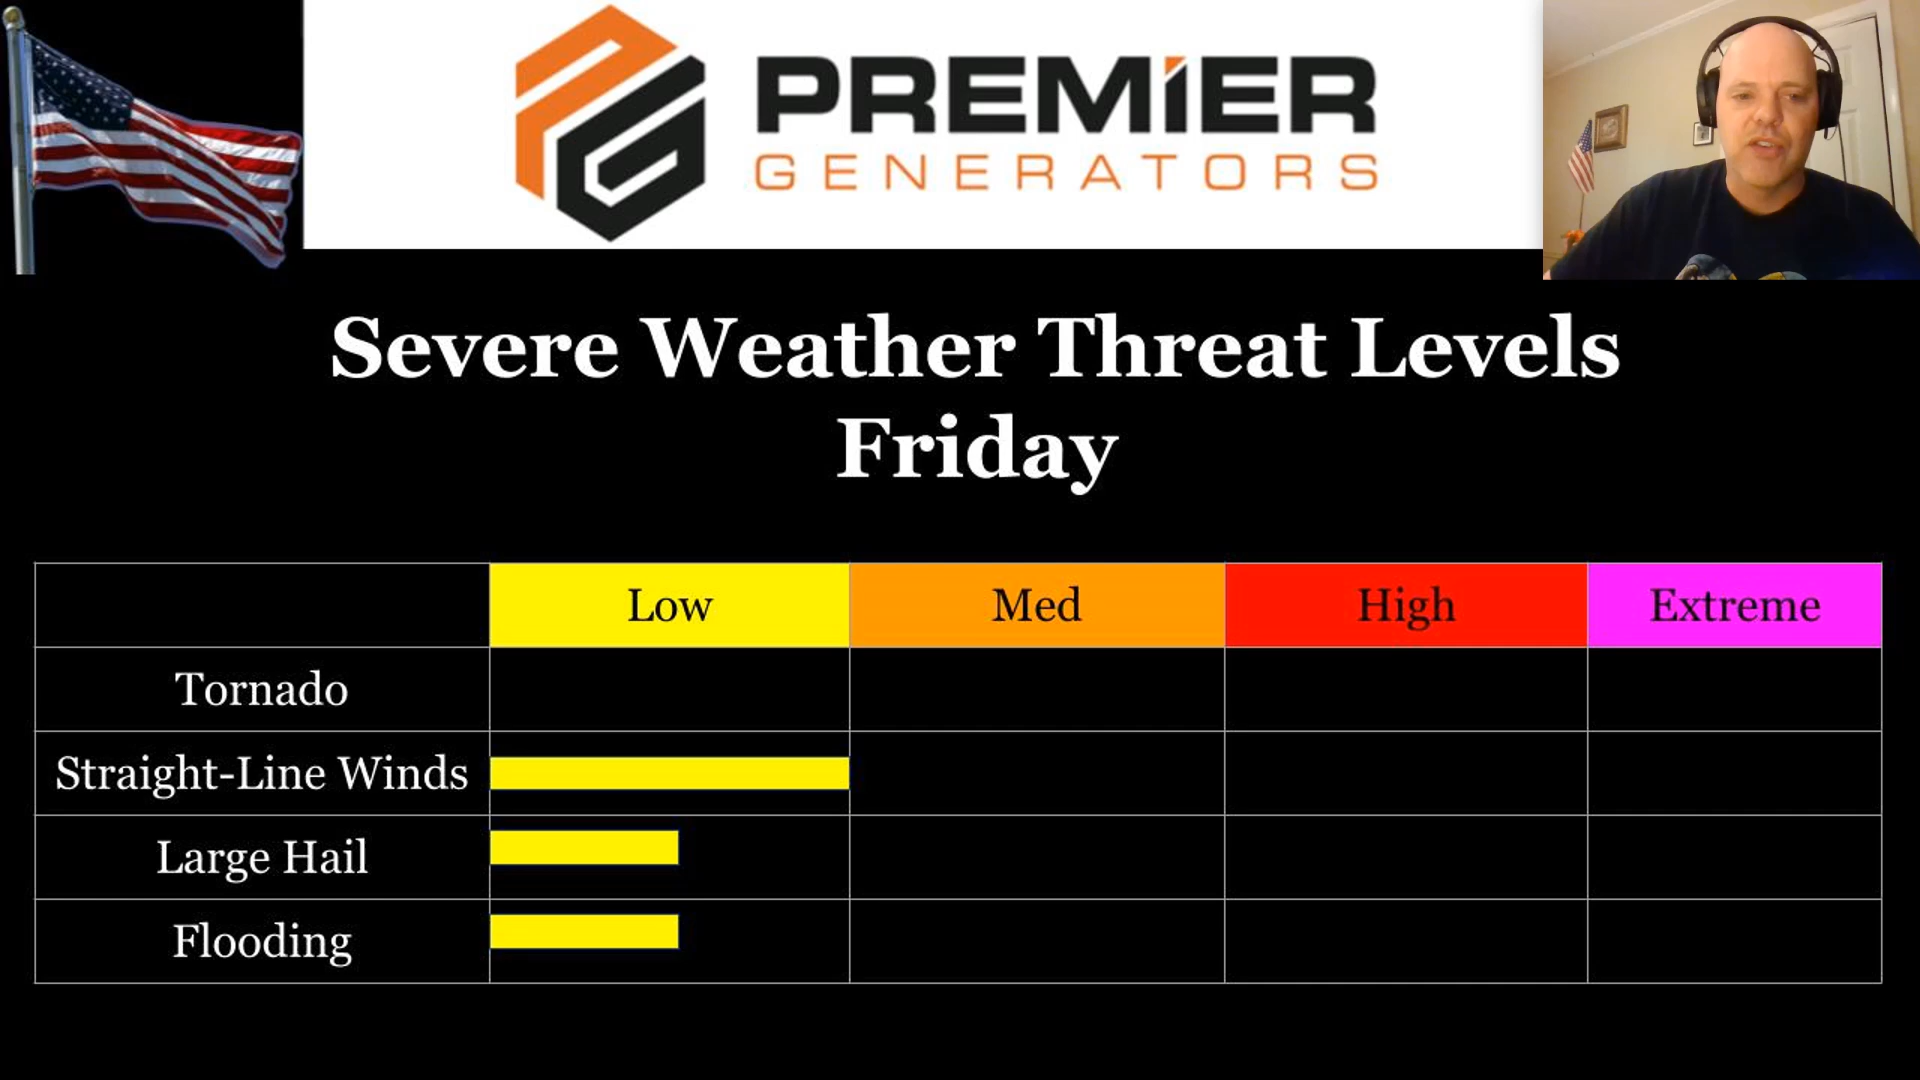 PREMIER
GENERATORS
Severe Weather Threat Levels
Friday
Low Med High Extreme
Tornado
Straight-Line Winds
Large Hail
Flooding